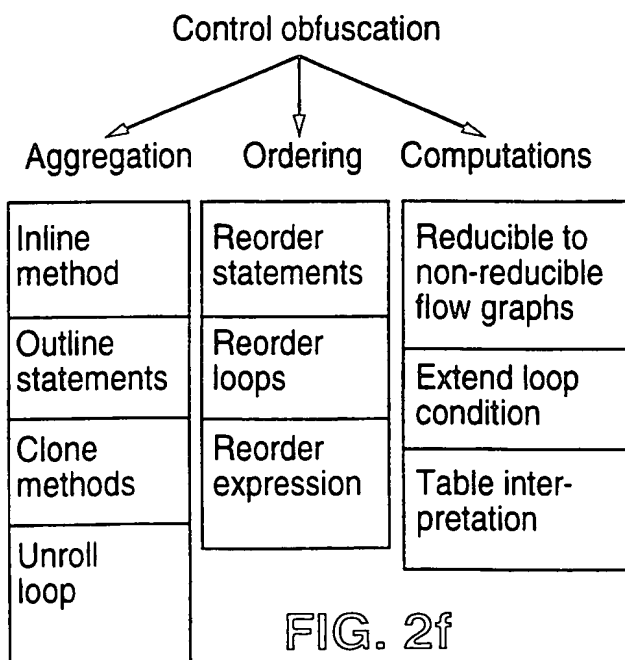 Control obfuscation
Aggregation
Ordering
Computations
Inline
method
Outline
statements
Clone
methods
Unroll
loop
Reorder
statements
Reorder
loops
Reorder
expression
Reducible to
non-reducible
flow graphs
Extend loop
condition
Table inter-
pretation
FIG. 2f